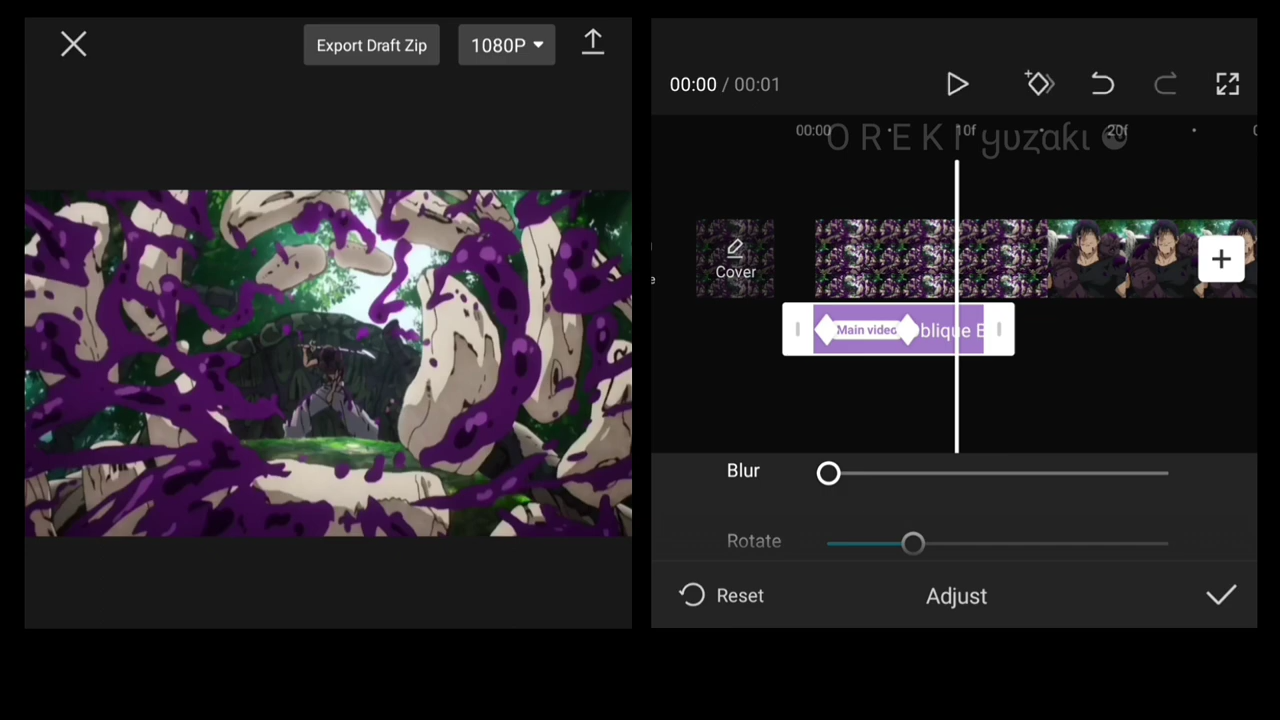 Export Draft Zip
1080P
00:00 / 00:01
00:00
10f
20f
O R E K I yuzakı
Cover
Main video
blique B
Blur
Rotate
Reset
Adjust